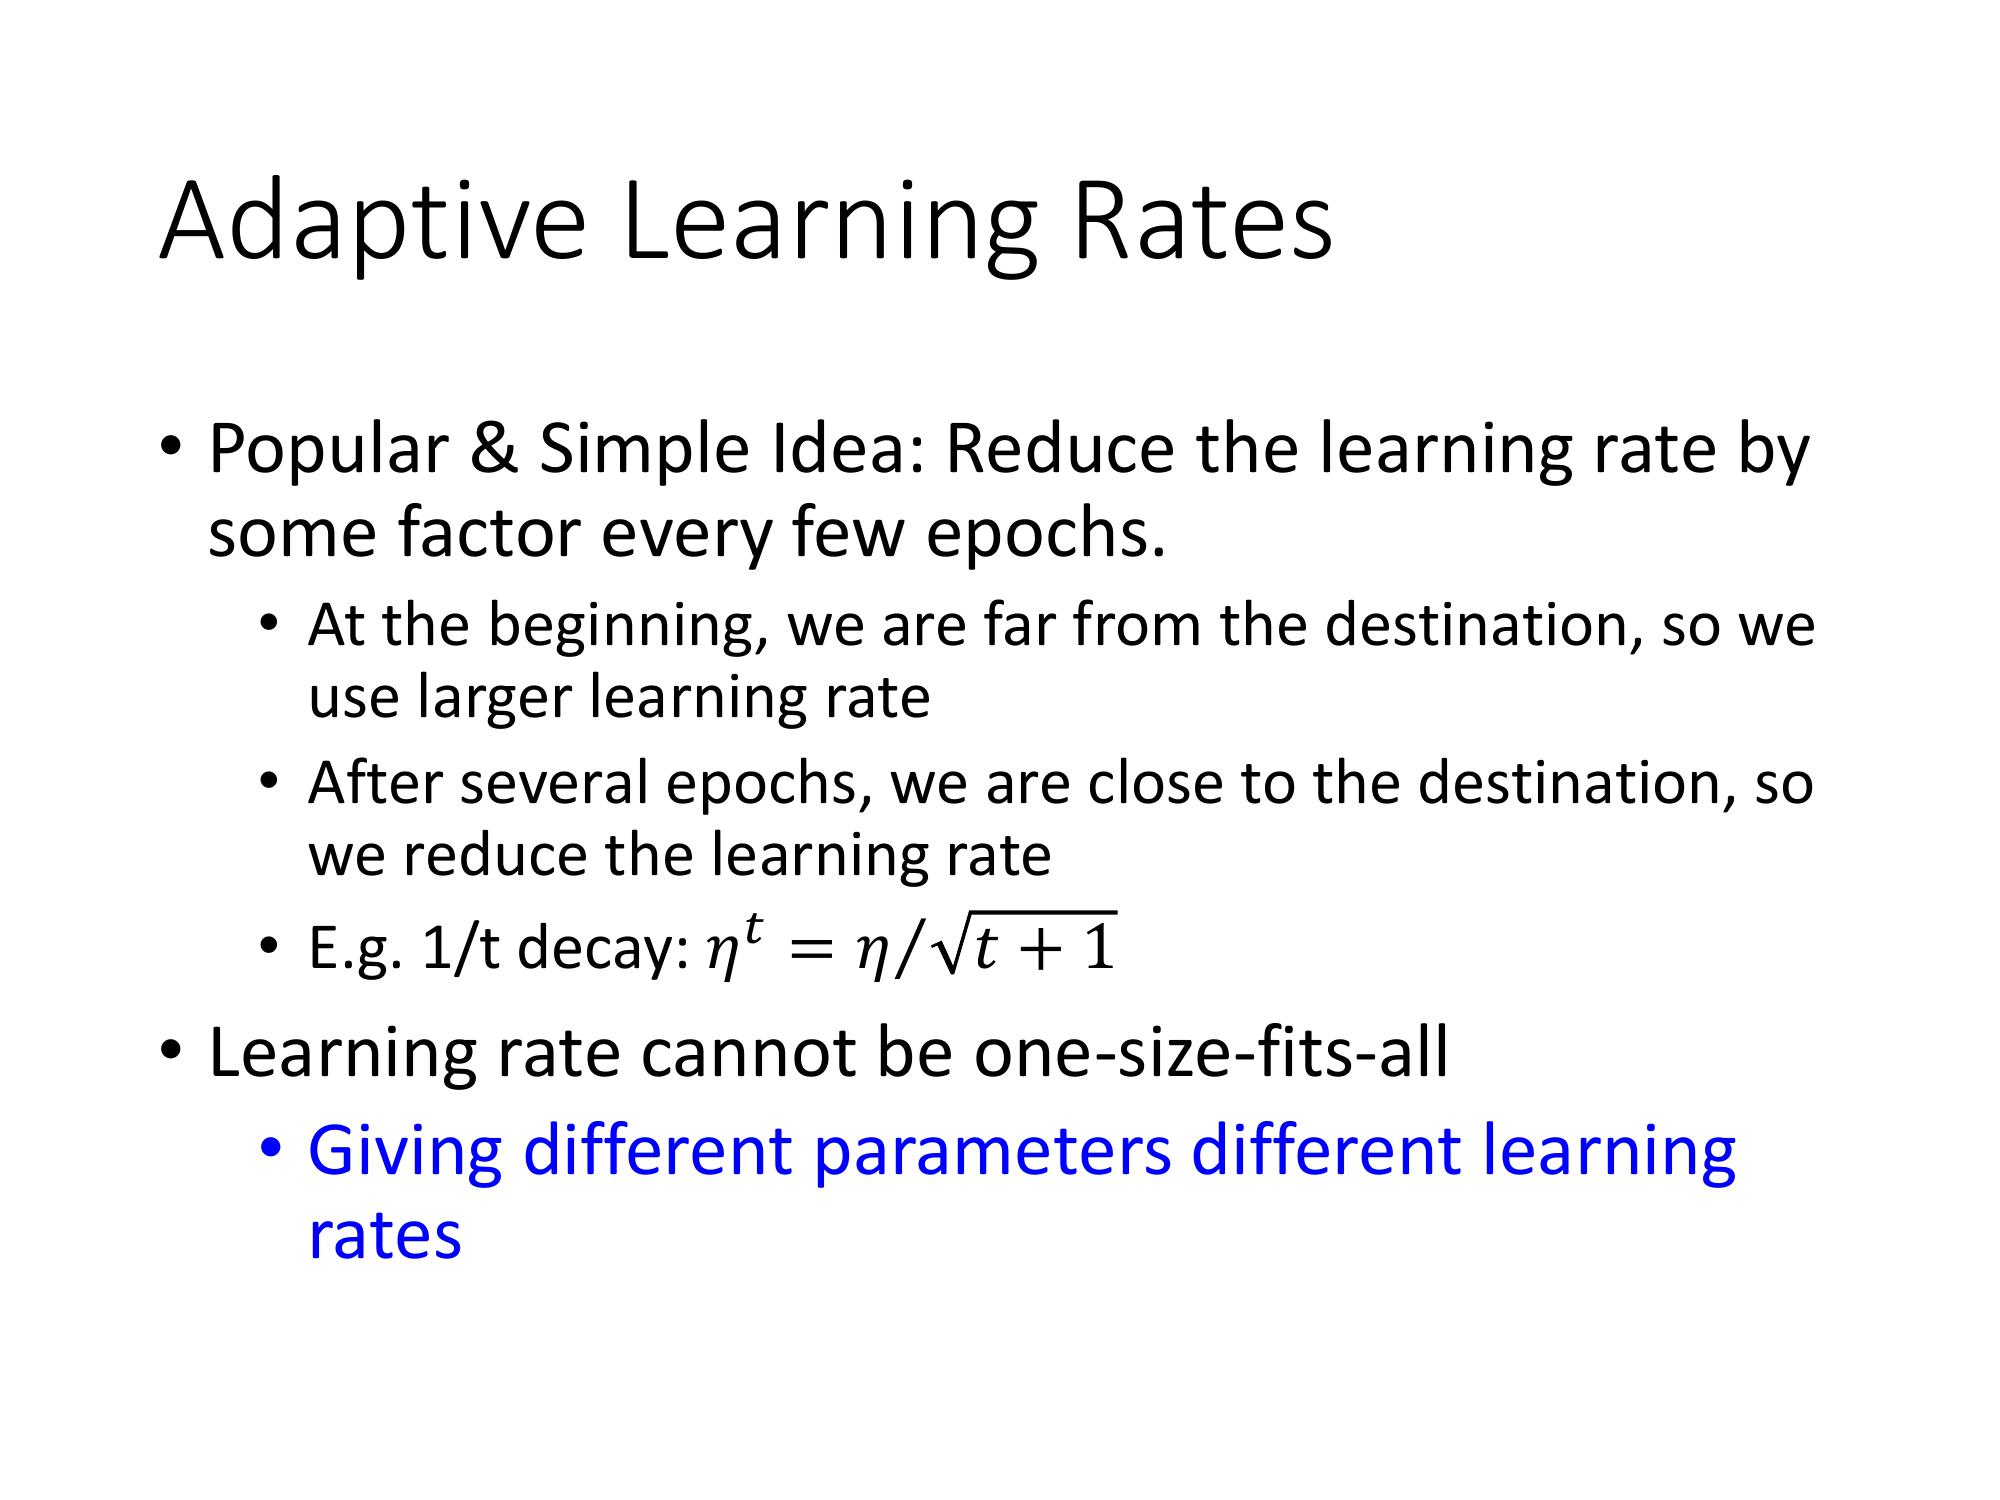 Adaptive Learning Rates
• Popular & Simple Idea: Reduce the learning rate by
some factor every few epochs.
• At the beginning, we are far from the destination, so we
use larger learning rate
• After several epochs, we are close to the destination, so
we reduce the learning rate
• E.g. 1/t decay: 𝜂ᵗ = 𝜂/√(t + 1)
• Learning rate cannot be one-size-fits-all
• Giving different parameters different learning
rates